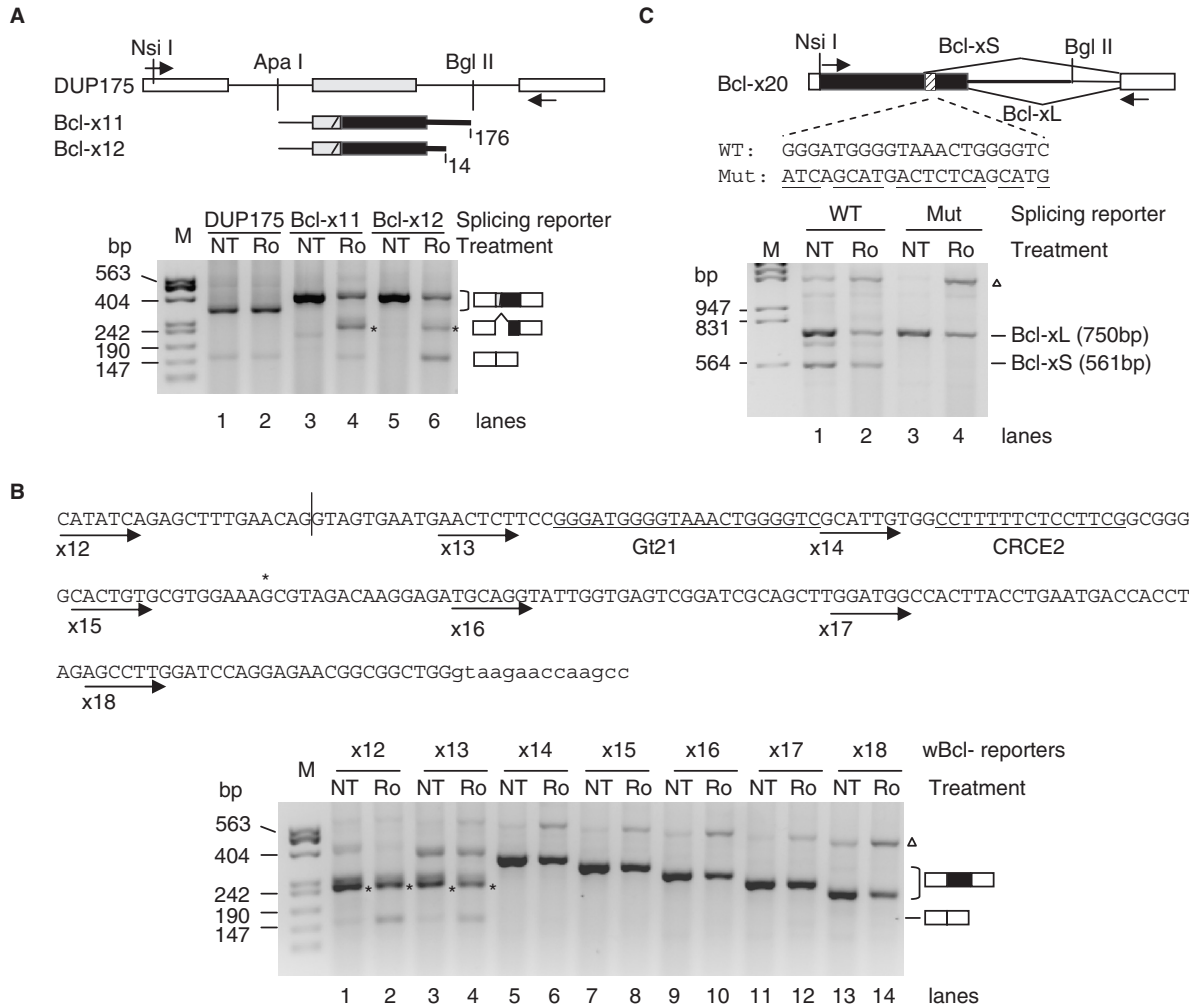 A
Nsi I
Apa I
Bgl II
DUP175
Bcl-x11
176
Bcl-x12
14
DUP175 Bcl-x11 Bcl-x12 Splicing reporter
bp M NT Ro NT Ro NT Ro Treatment
563
404
242
190
147
*
*
1 2 3 4 5 6 lanes
C
Nsi I
Bcl-xS
Bgl II
Bcl-x20
Bcl-xL
WT: GGGATGGGGTAAACTGGGGTC
Mut: ATCAGCATGACTCTCAGCATG
WT Mut Splicing reporter
M NT Ro NT Ro Treatment
bp
947
831
564
Δ
Bcl-xL (750bp)
Bcl-xS (561bp)
1 2 3 4 lanes
B
CATATCAGAGCTTTGAACAGGTAGTGAATGAACTCTTCCGGGATGGGGTAAACTGGGGTCGCATTGTGGCCTTTTTCTCCTTCGGCGGG
x12 x13 Gt21 x14 CRCE2
*
GCACTGTGCGTGGAAAGCGTAGACAAGGAGATGCAGGTATTGGTGAGTCGGATCGCAGCTTGGATGGCCACTTACCTGAATGACCACCT
x15 x16 x17
AGAGCCTTGGATCCAGGAGAACGGCGGCTGGgtaagaaccaagcc
x18
x12 x13 x14 x15 x16 x17 x18 wBcl- reporters
M
bp NT Ro NT Ro NT Ro NT Ro NT Ro NT Ro NT Ro Treatment
563
404
242
190
147
* * * *
Δ
1 2 3 4 5 6 7 8 9 10 11 12 13 14 lanes